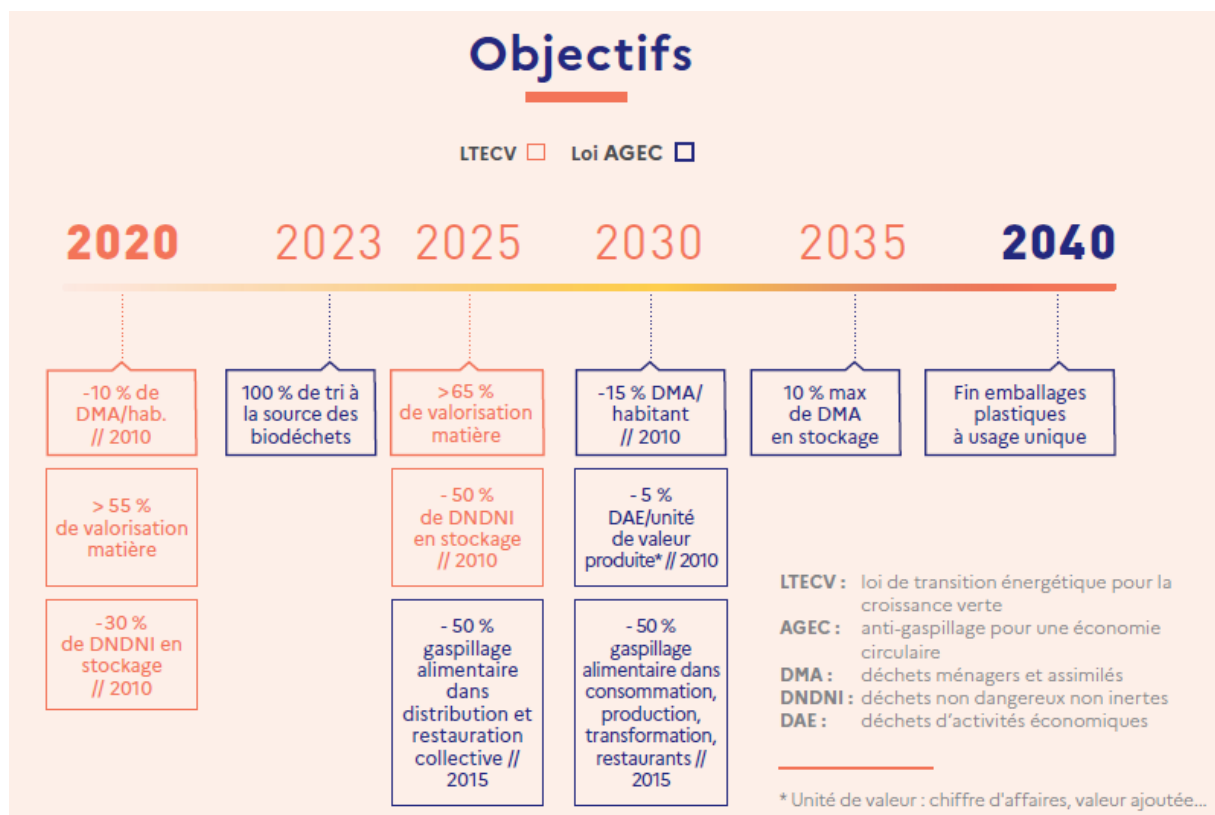 Objectifs
LTECV
Loi AGEC
2020
2023
2025
2030
2035
2040
-10 % de
DMA/hab.
// 2010
> 55 %
de valorisation
matière
-30 %
de DNDNI en
stockage
// 2010
100 % de tri à
la source des
biodéchets
>65 %
de valorisation
matière
- 50 %
de DNDNI
en stockage
// 2010
- 50 %
gaspillage
alimentaire
dans
distribution et
restauration
collective //
2015
-15 % DMA/
habitant
// 2010
- 5 %
DAE/unité
de valeur
produite* // 2010
- 50 %
gaspillage
alimentaire dans
consommation,
production,
transformation,
restaurants //
2015
10 % max
de DMA
en stockage
Fin emballages
plastiques
à usage unique
LTECV : loi de transition énergétique pour la
croissance verte
AGEC : anti-gaspillage pour une économie
circulaire
DMA : déchets ménagers et assimilés
DNDNI : déchets non dangereux non inertes
DAE : déchets d'activités économiques
* Unité de valeur : chiffre d'affaires, valeur ajoutée...